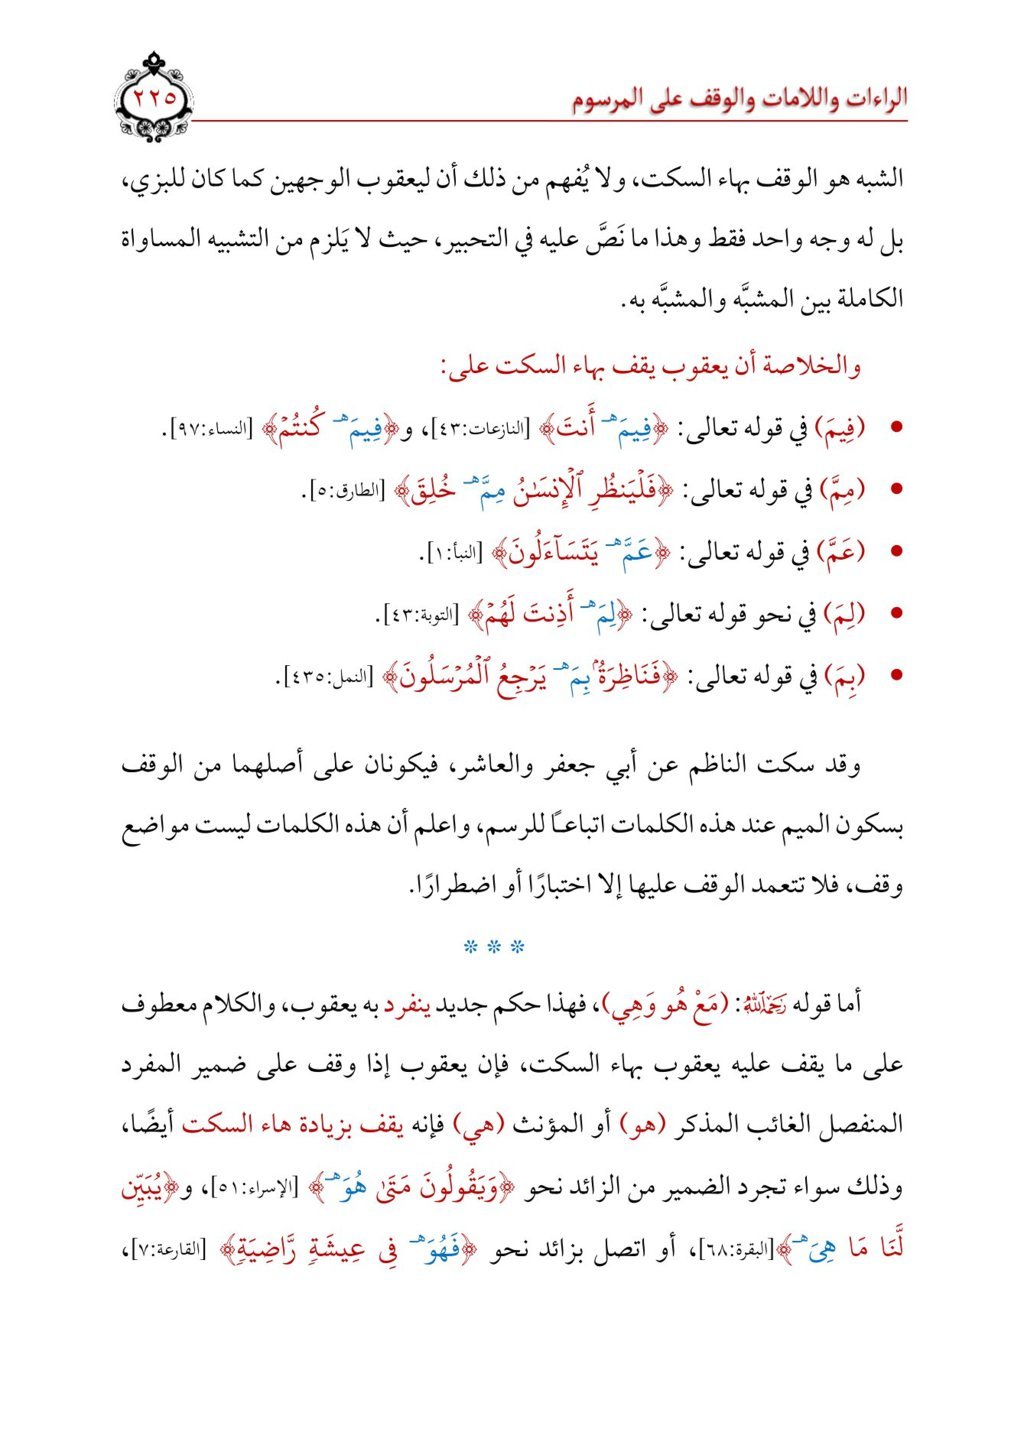 الراءات واللامات والوقف على المرسوم
٢٢٥
الشبه هو الوقف بهاء السكت، ولا يُفهم من ذلك أن ليعقوب الوجهين كما كان للبزي،
بل له وجه واحد فقط وهذا ما نَصَّ عليه في التحبير، حيث لا يَلزم من التشبيه المساواة
الكاملة بين المشبَّه والمشبَّه به.
والخلاصة أن يعقوب يقف بهاء السكت على:
• (فِيمَ) في قوله تعالى: ﴿فِيمَهـ أَنتَ﴾ [النازعات:٤٣]، و﴿فِيمَهـ كُنتُمۡ﴾ [النساء:٩٧].
• (مِمَّ) في قوله تعالى: ﴿فَلۡيَنظُرِ ٱلۡإِنسَٰنُ مِمَّهـ خُلِقَ﴾ [الطارق:٥].
• (عَمَّ) في قوله تعالى: ﴿عَمَّهـ يَتَسَآءَلُونَ﴾ [النبأ:١].
• (لِمَ) في نحو قوله تعالى: ﴿لِمَهـ أَذِنتَ لَهُمۡ﴾ [التوبة:٤٣].
• (بِمَ) في قوله تعالى: ﴿فَنَاظِرَةُۢ بِمَهـ يَرۡجِعُ ٱلۡمُرۡسَلُونَ﴾ [النمل:٤٣٥].
وقد سكت الناظم عن أبي جعفر والعاشر، فيكونان على أصلهما من الوقف
بسكون الميم عند هذه الكلمات اتباعًا للرسم، واعلم أن هذه الكلمات ليست مواضع
وقف، فلا تتعمد الوقف عليها إلا اختبارًا أو اضطرارًا.
* * *
أما قوله رَحِمَهُ ٱللَّهُ: (مَعْ هُو وَهِي)، فهذا حكم جديد ينفرد به يعقوب، والكلام معطوف
على ما يقف عليه يعقوب بهاء السكت، فإن يعقوب إذا وقف على ضمير المفرد
المنفصل الغائب المذكر (هو) أو المؤنث (هي) فإنه يقف بزيادة هاء السكت أيضًا،
وذلك سواء تجرد الضمير من الزائد نحو ﴿وَيَقُولُونَ مَتَىٰ هُوَهـ﴾ [الإسراء:٥١]، و﴿يُبَيِّن
لَّنَا مَا هِيَهـ﴾[البقرة:٦٨]، أو اتصل بزائد نحو ﴿فَهُوَهـ فِي عِيشَةٖ رَّاضِيَةٖ﴾ [القارعة:٧]،